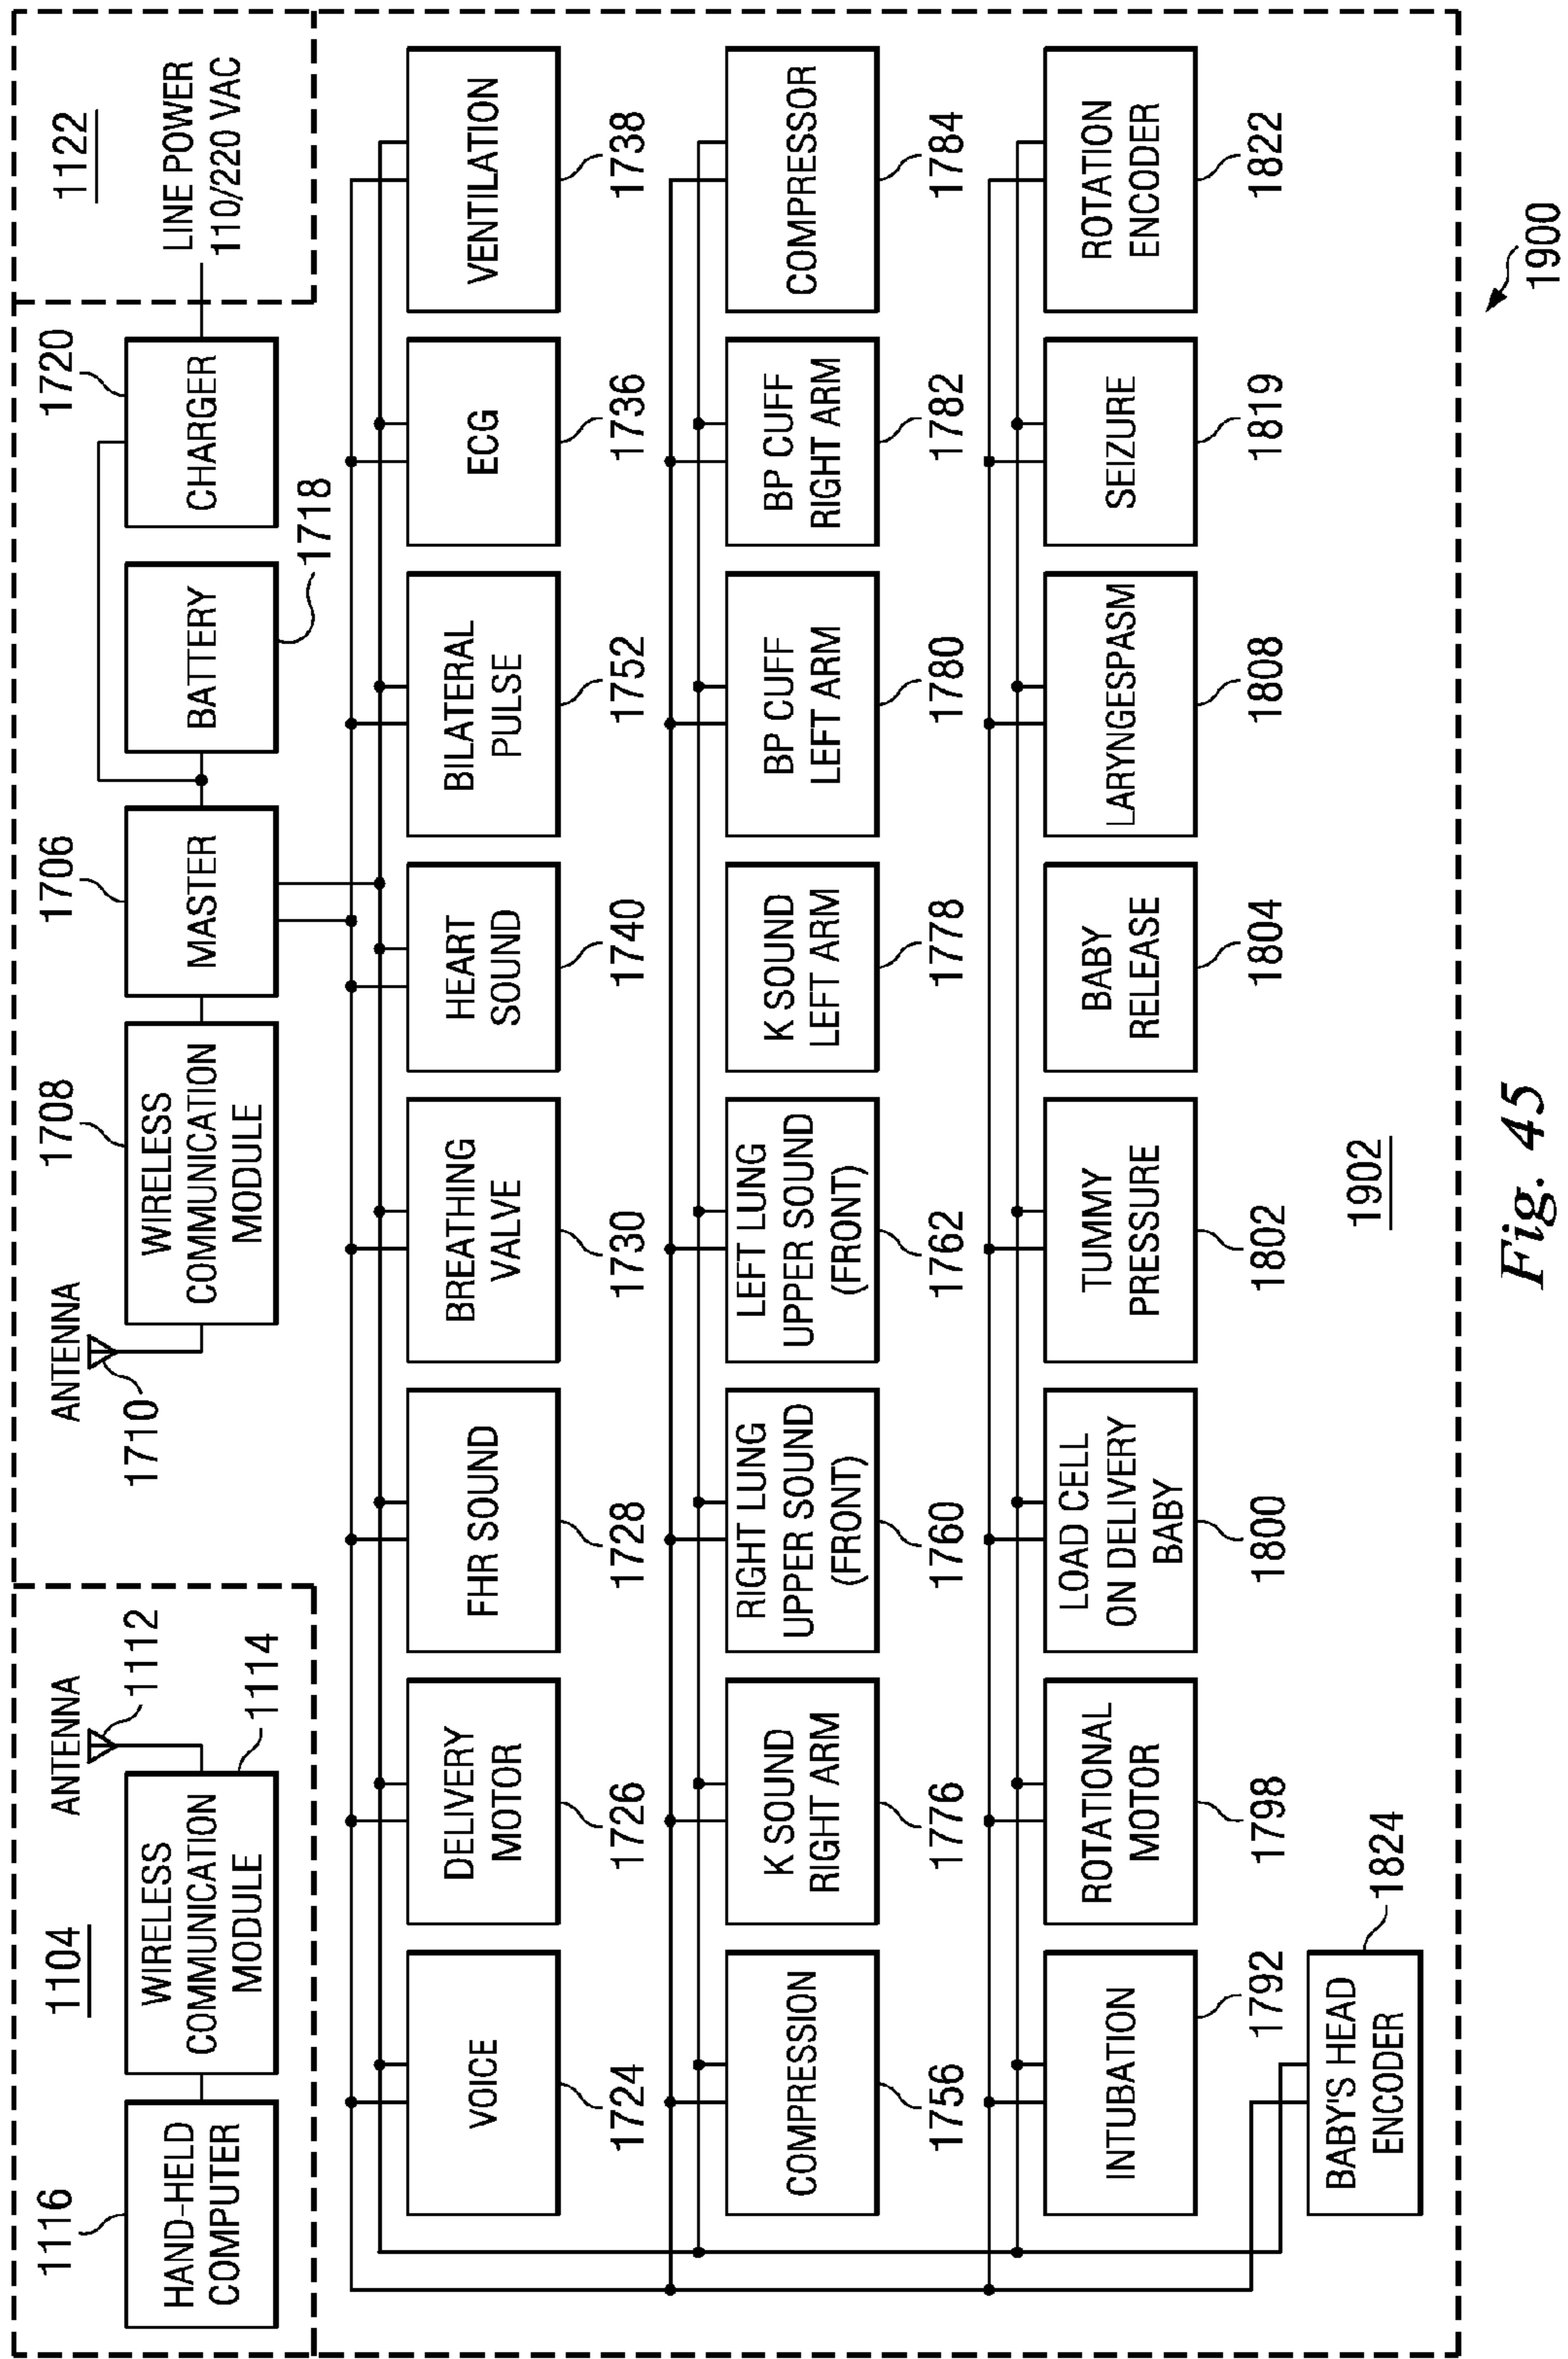 1104
1116
HAND-HELD
COMPUTER
WIRELESS
COMMUNICATION
MODULE
ANTENNA
1112
1114
ANTENNA
1710
1708
WIRELESS
COMMUNICATION
MODULE
1706
MASTER
BATTERY
1718
1720
CHARGER
1122
LINE POWER
110/220 VAC
VOICE
1724
DELIVERY
MOTOR
1726
FHR SOUND
1728
BREATHING
VALVE
1730
HEART
SOUND
1740
BILATERAL
PULSE
1752
ECG
1736
VENTILATION
1738
COMPRESSION
1756
K SOUND
RIGHT ARM
1776
RIGHT LUNG
UPPER SOUND
(FRONT)
1760
LEFT LUNG
UPPER SOUND
(FRONT)
1762
K SOUND
LEFT ARM
1778
BP CUFF
LEFT ARM
1780
BP CUFF
RIGHT ARM
1782
COMPRESSOR
1784
INTUBATION
1792
ROTATIONAL
MOTOR
1798
LOAD CELL
ON DELIVERY
BABY
1800
TUMMY
PRESSURE
1802
BABY
RELEASE
1804
LARYNGESPASM
1808
SEIZURE
1819
ROTATION
ENCODER
1822
BABY'S HEAD
ENCODER
1824
1902
1900
Fig. 45